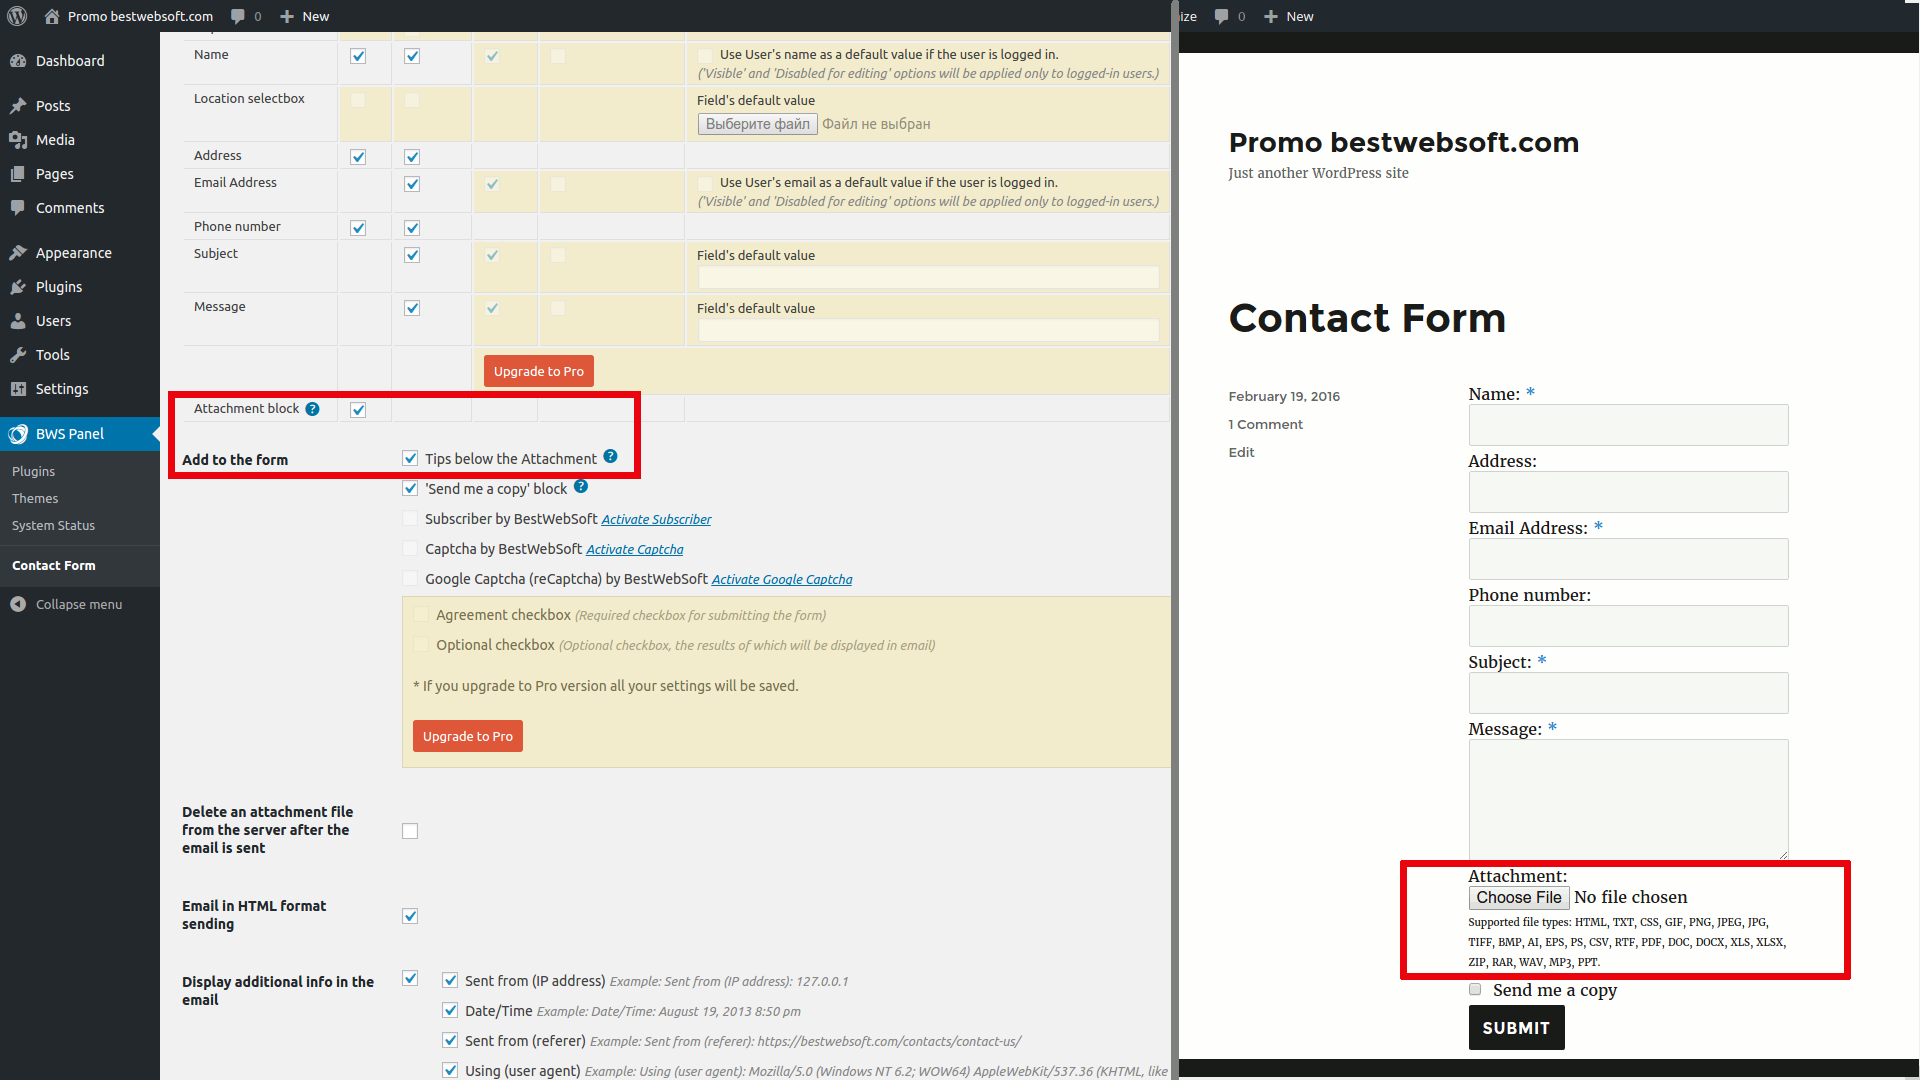 Promo bestwebsoft.com 0 New
Dashboard
Posts
Media
Pages
Comments
Appearance
Plugins
Users
Tools
Settings
BWS Panel
Plugins
Themes
System Status
Contact Form
Collapse menu
Name
Use User's name as a default value if the user is logged in.
('Visible' and 'Disabled for editing' options will be applied only to logged-in users.)
Location selectbox
Field's default value
Выберите файл Файл не выбран
Address
Email Address
Use User's email as a default value if the user is logged in.
('Visible' and 'Disabled for editing' options will be applied only to logged-in users.)
Phone number
Subject
Field's default value
Message
Field's default value
Upgrade to Pro
Attachment block ?
Add to the form
Tips below the Attachment ?
'Send me a copy' block ?
Subscriber by BestWebSoft Activate Subscriber
Captcha by BestWebSoft Activate Captcha
Google Captcha (reCaptcha) by BestWebSoft Activate Google Captcha
Agreement checkbox (Required checkbox for submitting the form)
Optional checkbox (Optional checkbox, the results of which will be displayed in email)
* If you upgrade to Pro version all your settings will be saved.
Upgrade to Pro
Delete an attachment file
from the server after the
email is sent
Email in HTML format
sending
Display additional info in the
email
Sent from (IP address) Example: Sent from (IP address): 127.0.0.1
Date/Time Example: Date/Time: August 19, 2013 8:50 pm
Sent from (referer) Example: Sent from (referer): https://bestwebsoft.com/contacts/contact-us/
Using (user agent) Example: Using (user agent): Mozilla/5.0 (Windows NT 6.2; WOW64) AppleWebKit/537.36 (KHTML, like
ize 0 New
Promo bestwebsoft.com
Just another WordPress site
Contact Form
February 19, 2016
1 Comment
Edit
Name: *
Address:
Email Address: *
Phone number:
Subject: *
Message: *
Attachment:
Choose File No file chosen
Supported file types: HTML, TXT, CSS, GIF, PNG, JPEG, JPG,
TIFF, BMP, AI, EPS, PS, CSV, RTF, PDF, DOC, DOCX, XLS, XLSX,
ZIP, RAR, WAV, MP3, PPT.
Send me a copy
SUBMIT